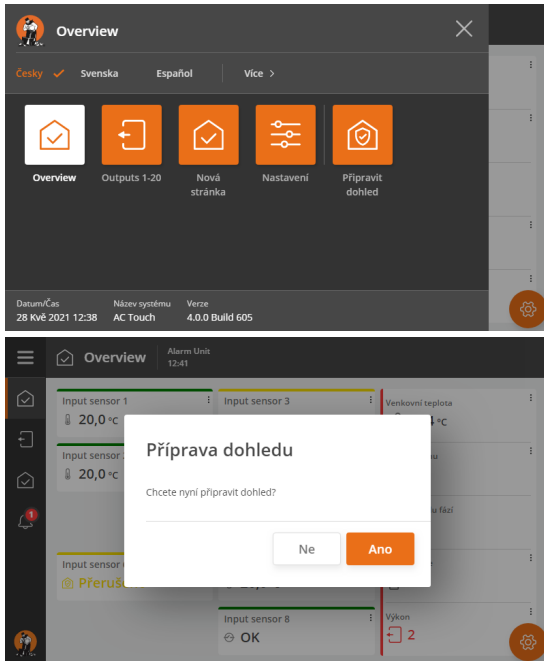 Overview
Česky
Svenska
Español
Více >
Overview
Outputs 1-20
Nová
stránka
Nastavení
Připravit
dohled
Datum/Čas
28 Kvě 2021 12:38
Název systému
AC Touch
Verze
4.0.0 Build 605
Overview
Alarm Unit
12:41
Input sensor 1
20,0 °C
Input sensor 3
Venkovní teplota
°C
Input sensor
20,0 °C
Příprava dohledu
Chcete nyní připravit dohled?
Ne
Ano
fází
1
Input sensor
Přeruš
Input sensor 8
OK
Výkon
2